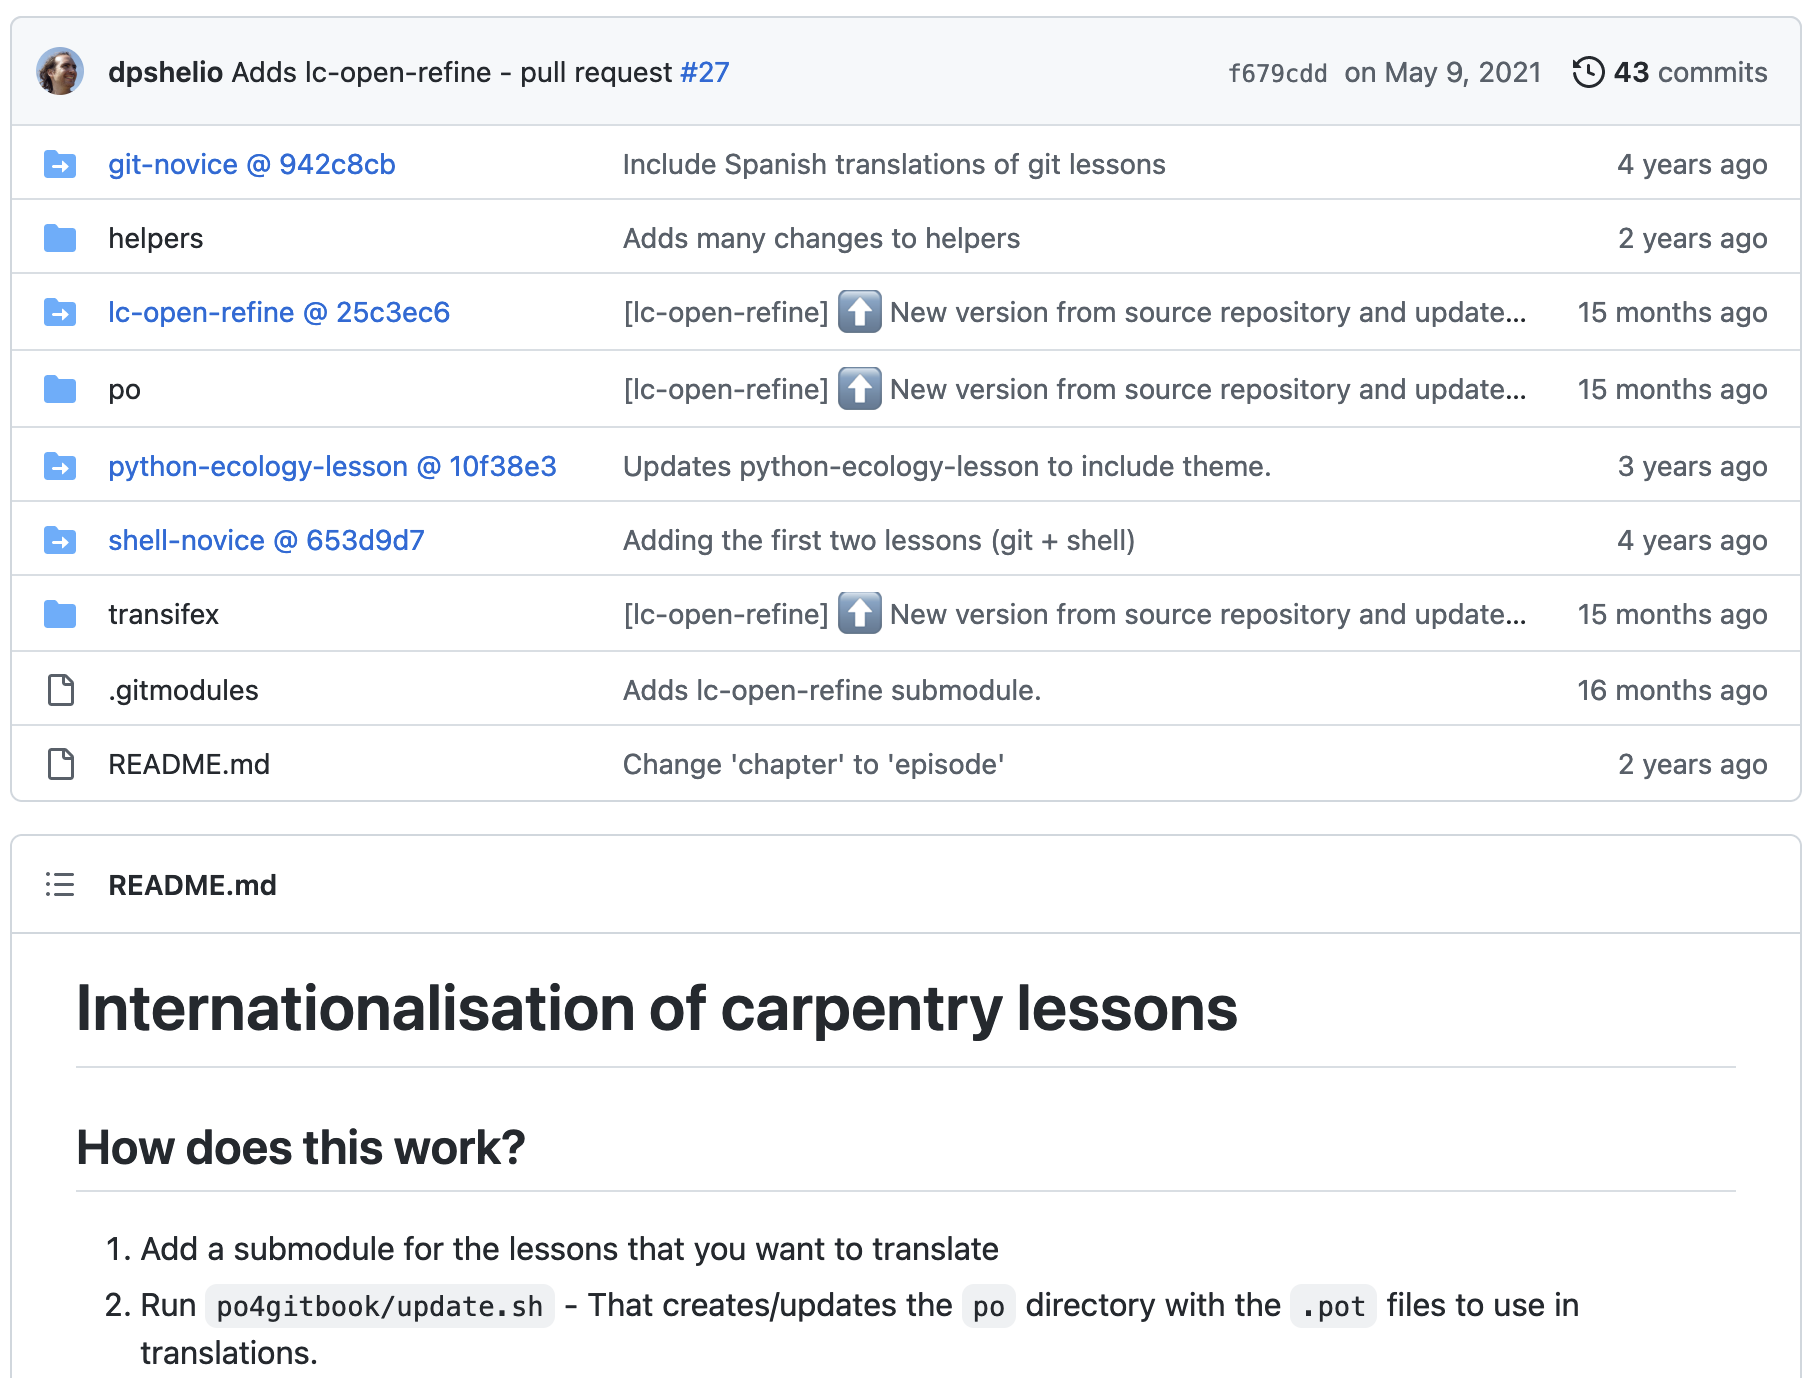 dpshelio Adds lc-open-refine - pull request #27 f679cdd on May 9, 2021 43 commits
git-novice @ 942c8cb Include Spanish translations of git lessons 4 years ago
helpers Adds many changes to helpers 2 years ago
lc-open-refine @ 25c3ec6 [lc-open-refine] ⬆️ New version from source repository and update... 15 months ago
po [lc-open-refine] ⬆️ New version from source repository and update... 15 months ago
python-ecology-lesson @ 10f38e3 Updates python-ecology-lesson to include theme. 3 years ago
shell-novice @ 653d9d7 Adding the first two lessons (git + shell) 4 years ago
transifex [lc-open-refine] ⬆️ New version from source repository and update... 15 months ago
.gitmodules Adds lc-open-refine submodule. 16 months ago
README.md Change 'chapter' to 'episode' 2 years ago
README.md
Internationalisation of carpentry lessons
How does this work?
1. Add a submodule for the lessons that you want to translate
2. Run po4gitbook/update.sh - That creates/updates the po directory with the .pot files to use in
translations.